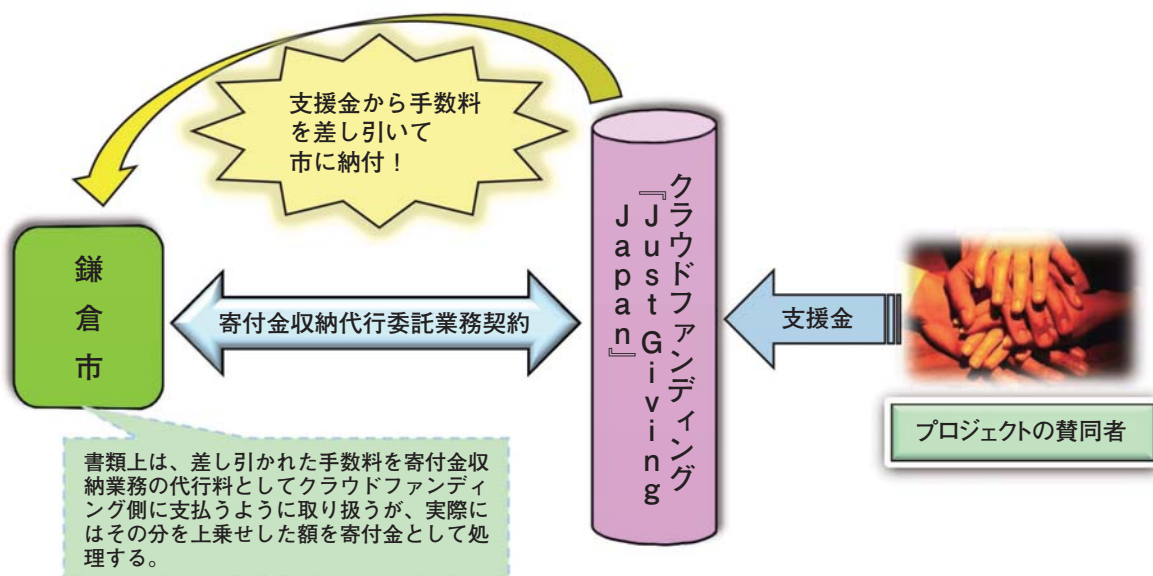 支援金から手数料
を差し引いて
市に納付！
鎌倉市
寄付金収納代行委託業務契約
クラウドファンディング
『Just Giving
Japan』
支援金
プロジェクトの賛同者
書類上は、差し引かれた手数料を寄付金収
納業務の代行料としてクラウドファンディ
ング側に支払うように取り扱うが、実際に
はその分を上乗せした額を寄付金として処
理する。